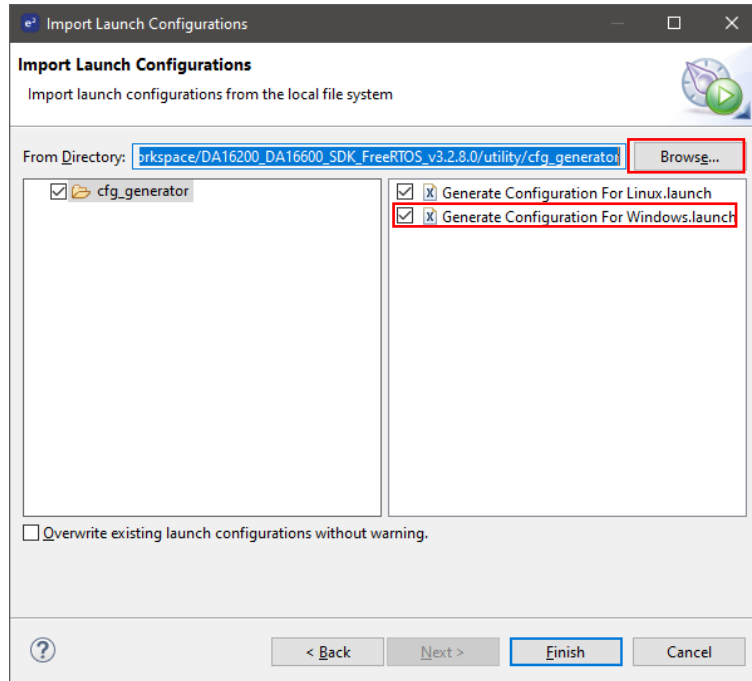 e² Import Launch Configurations
Import Launch Configurations
Import launch configurations from the local file system
From Directory: orkspace/DA16200_DA16600_SDK_FreeRTOS_v3.2.8.0/utility/cfg_generator Browse...
cfg_generator
Generate Configuration For Linux.launch
Generate Configuration For Windows.launch
Overwrite existing launch configurations without warning.
? < Back Next > Finish Cancel